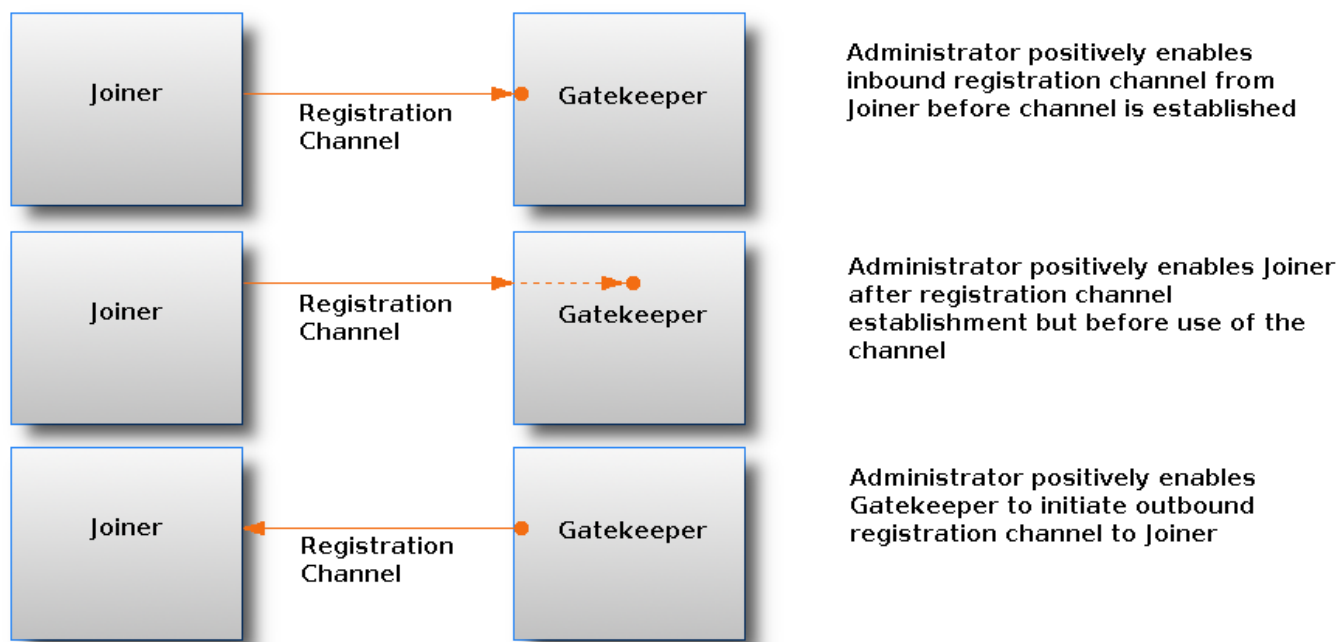 Joiner
Registration
Channel
Gatekeeper
Administrator positively enables
inbound registration channel from
Joiner before channel is established
Joiner
Registration
Channel
Gatekeeper
Administrator positively enables Joiner
after registration channel
establishment but before use of the
channel
Joiner
Registration
Channel
Gatekeeper
Administrator positively enables
Gatekeeper to initiate outbound
registration channel to Joiner